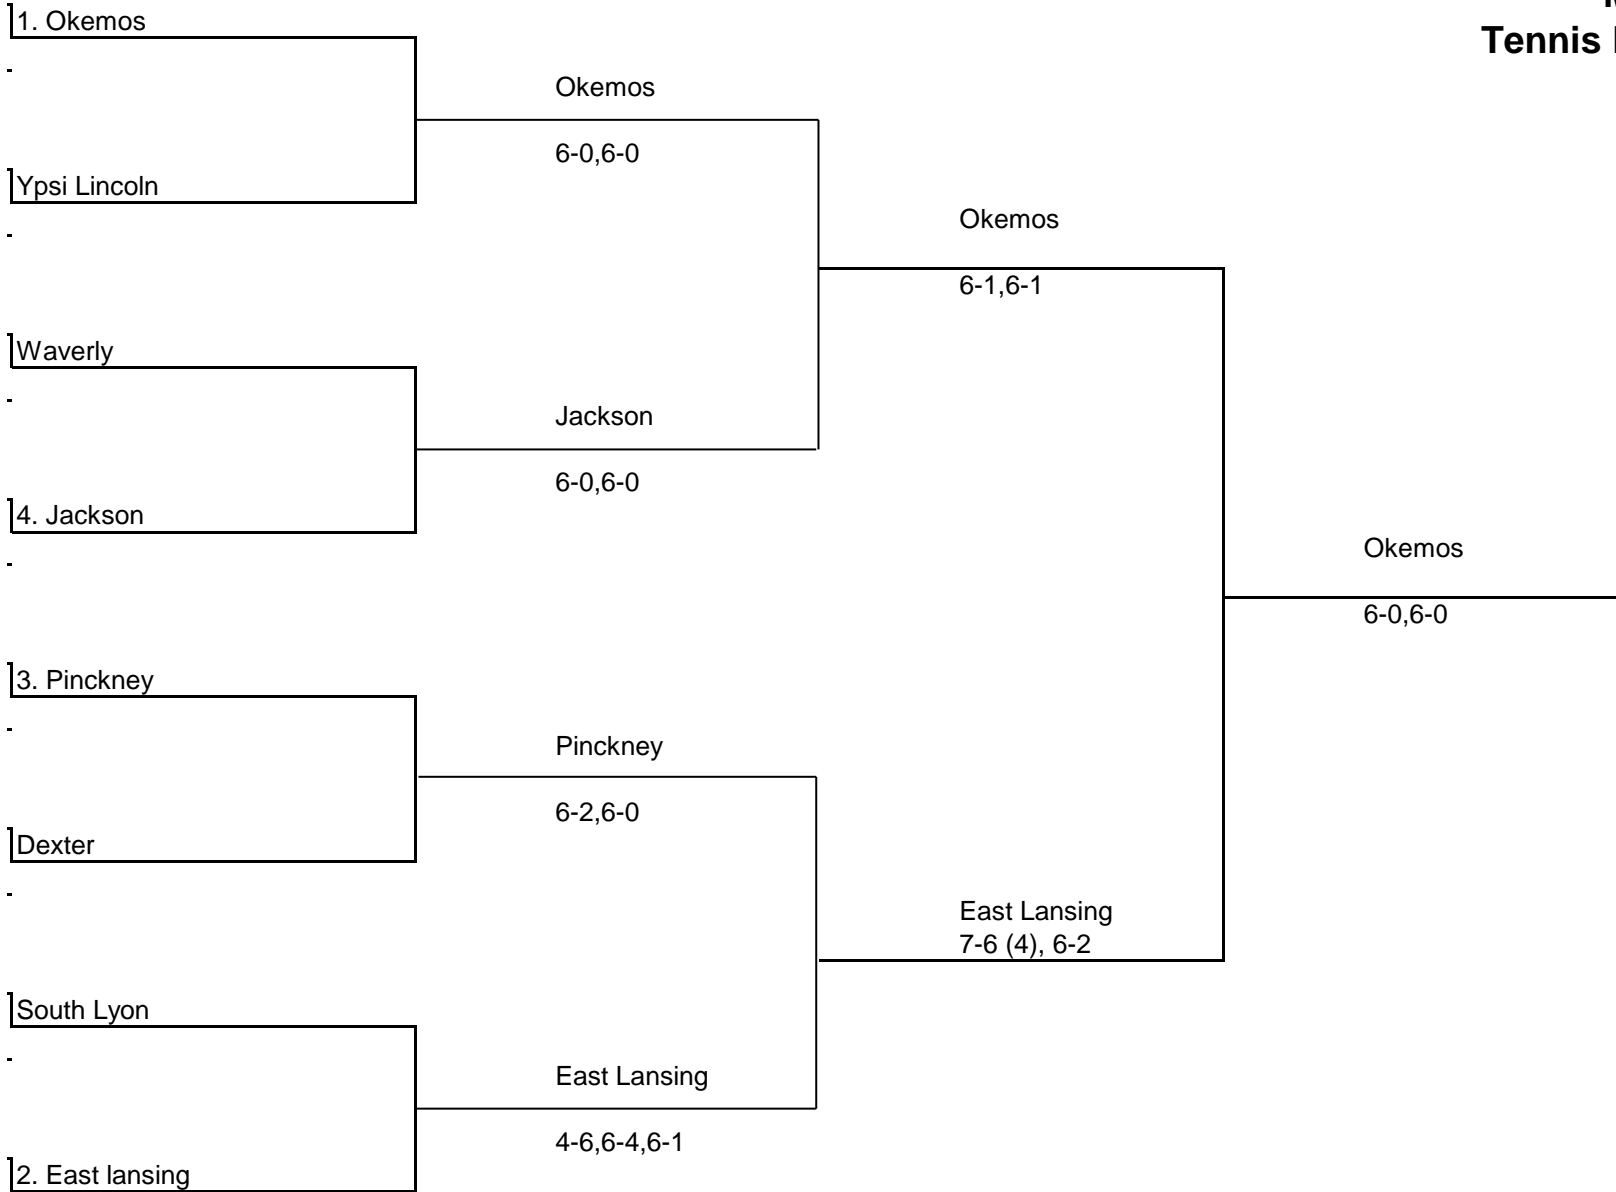 1. Okemos
Tennis
Okemos
6-0,6-0
Ypsi Lincoln
Okemos
6-1,6-1
Waverly
Jackson
6-0,6-0
4. Jackson
Okemos
6-0,6-0
3. Pinckney
Pinckney
6-2,6-0
Dexter
East Lansing
7-6 (4), 6-2
South Lyon
East Lansing
4-6,6-4,6-1
2. East lansing